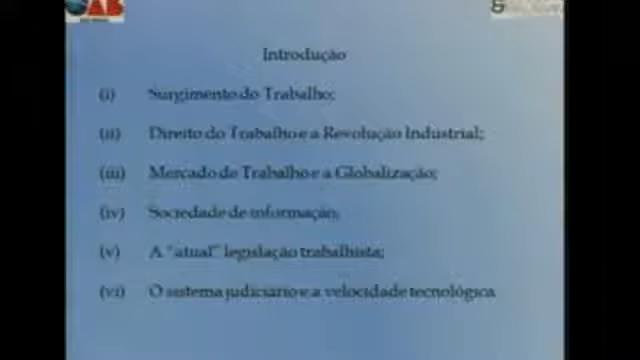 OAB
Introdução
(i) Surgimento do Trabalho;
(ii) Direito do Trabalho e a Revolução Industrial;
(iii) Mercado de Trabalho e a Globalização;
(iv) Sociedade de informação;
(v) A "atual" legislação trabalhista;
(vi) O sistema judiciário e a velocidade tecnológica